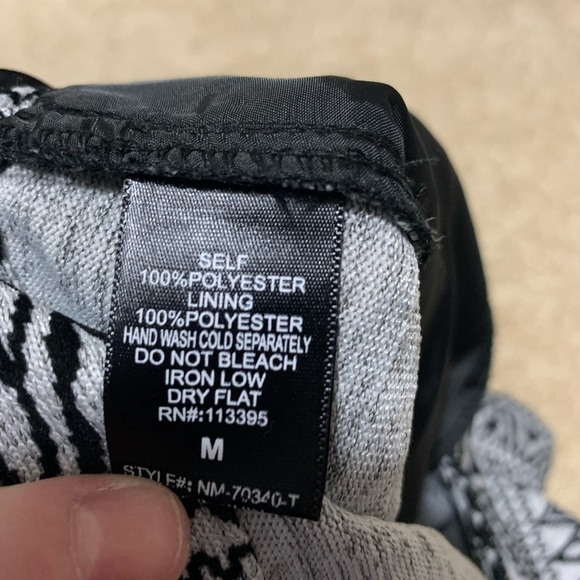 SELF
100%POLYESTER
LINING
100%POLYESTER
HAND WASH COLD SEPARATELY
DO NOT BLEACH
IRON LOW
DRY FLAT
RN#:113395
M
STYLE#: NM-70340-T